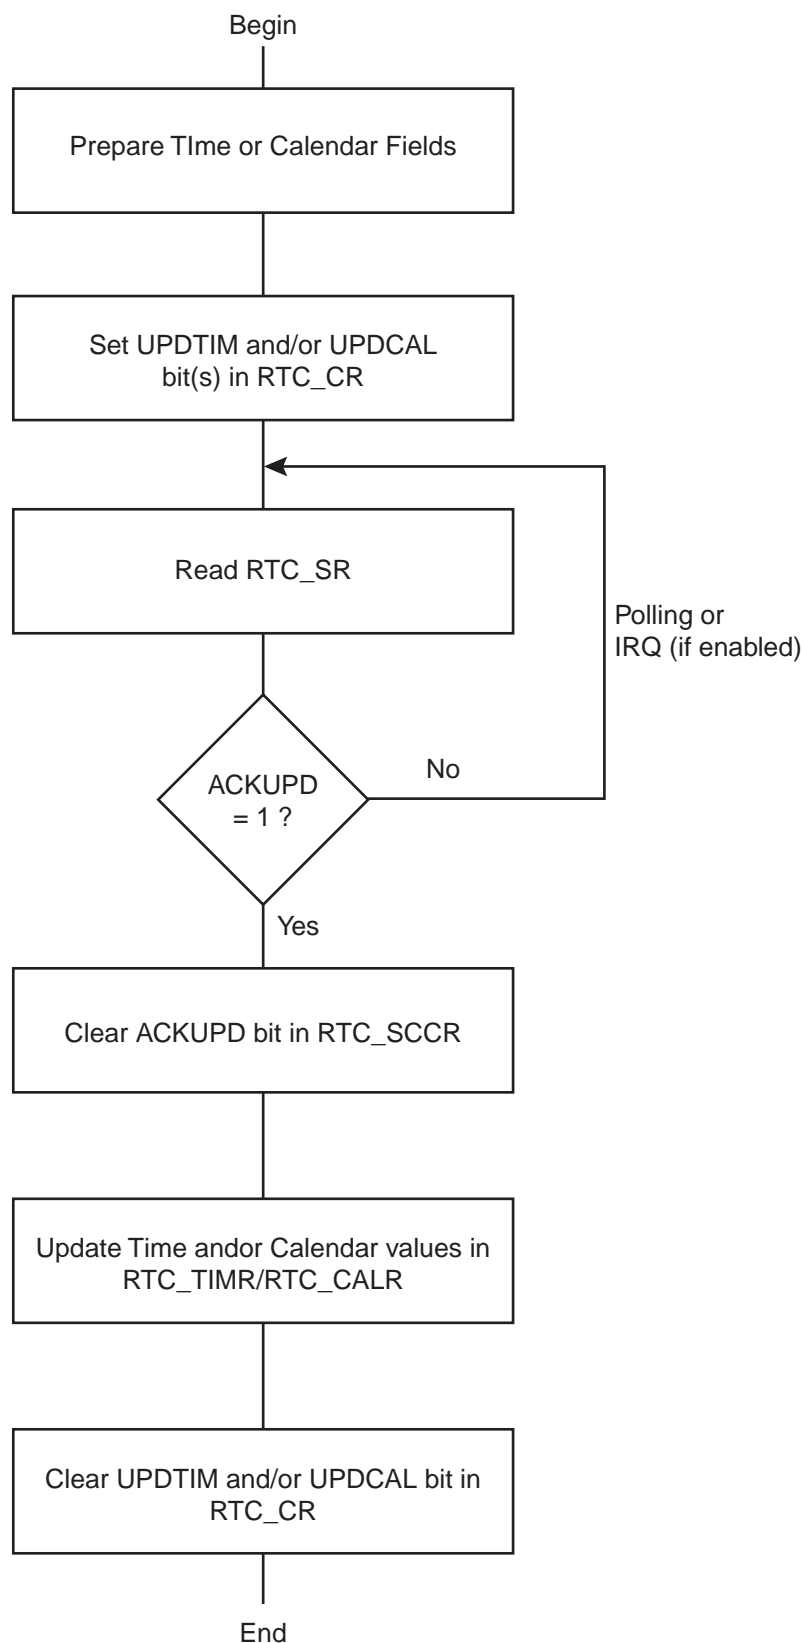 Begin
Prepare TIme or Calendar Fields
Set UPDTIM and/or UPDCAL
bit(s) in RTC_CR
Read RTC_SR
Polling or
IRQ (if enabled)
ACKUPD
= 1 ?
No
Yes
Clear ACKUPD bit in RTC_SCCR
Update Time andor Calendar values in
RTC_TIMR/RTC_CALR
Clear UPDTIM and/or UPDCAL bit in
RTC_CR
End